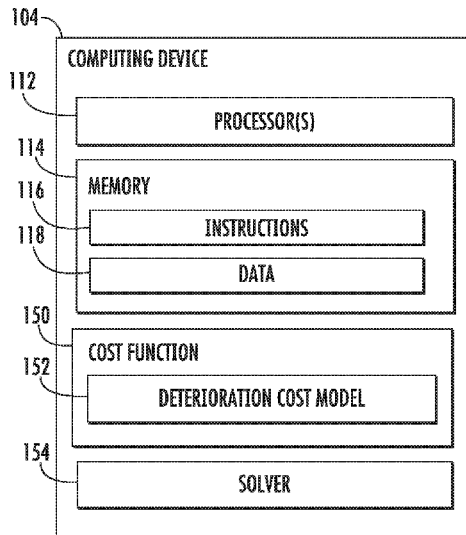 104
COMPUTING DEVICE
112
PROCESSOR(S)
114
MEMORY
116
INSTRUCTIONS
118
DATA
150
COST FUNCTION
152
DETERIORATION COST MODEL
154
SOLVER